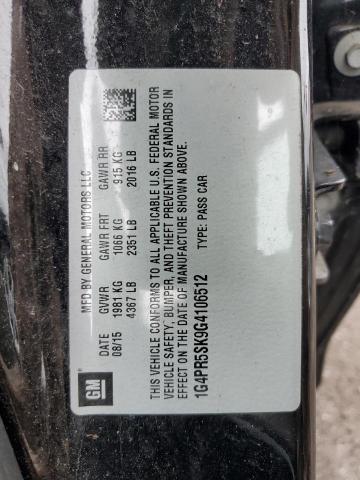 GM
MFD BY GENERAL MOTORS LLC
DATE GVWR GAWR FRT GAWR RR
08/15 1981 KG 1066 KG 915 KG
4367 LB 2351 LB 2016 LB
THIS VEHICLE CONFORMS TO ALL APPLICABLE U.S. FEDERAL MOTOR
VEHICLE SAFETY, BUMPER, AND THEFT PREVENTION STANDARDS IN
EFFECT ON THE DATE OF MANUFACTURE SHOWN ABOVE.
1G4PR5SK9G4106512 TYPE: PASS CAR